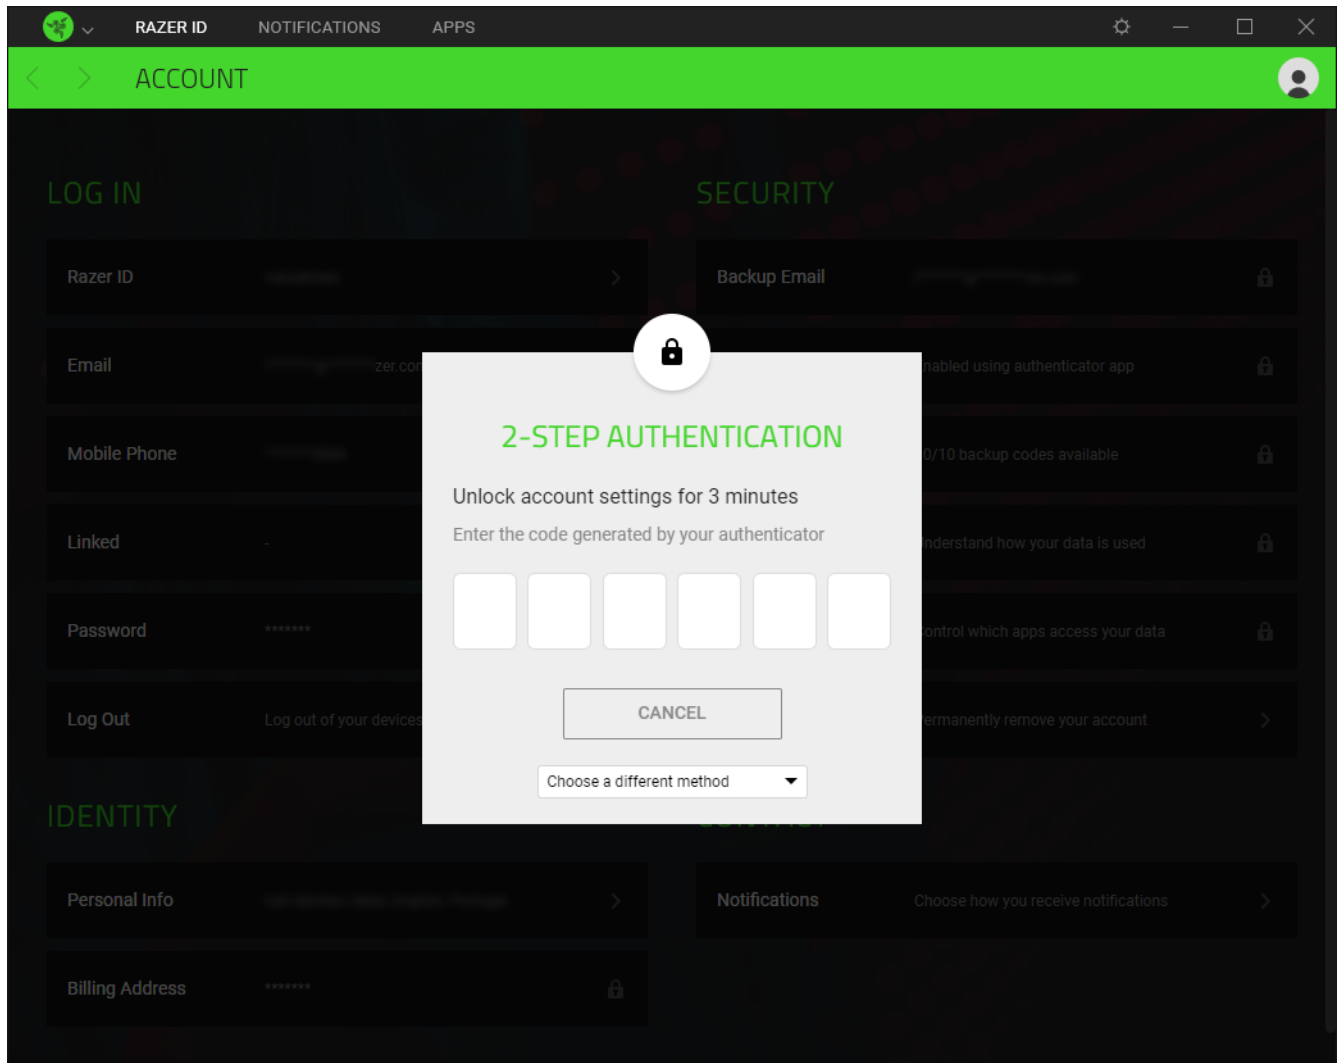 RAZER ID NOTIFICATIONS APPS
ACCOUNT
LOG IN
Razer ID
Email zer.cor
Mobile Phone
Linked -
Password *******
Log Out Log out of your devices
SECURITY
Backup Email
nabled using authenticator app
0/10 backup codes available
nderstand how your data is used
ontrol which apps access your data
ermanently remove your account
2-STEP AUTHENTICATION
Unlock account settings for 3 minutes
Enter the code generated by your authenticator
CANCEL
Choose a different method
IDENTITY
Personal Info
Billing Address *******
Notifications Choose how you receive notifications